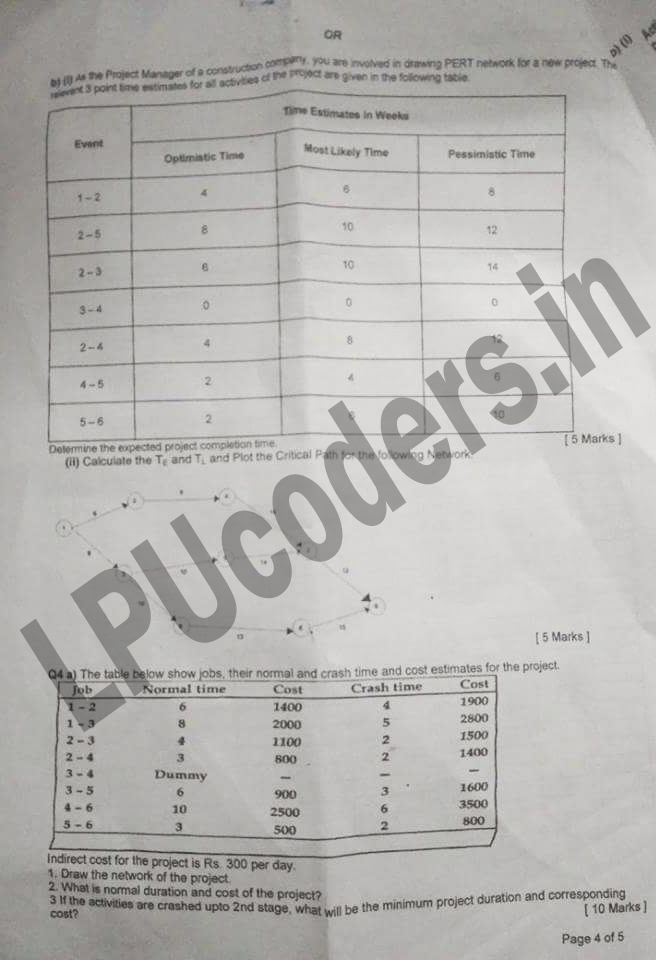 OR
b) (i)
b) (i) As the Project Manager of a construction company, you are involved in drawing PERT network for a new project. The
relevent 3 point time estimates for all activities of the project are given in the following table.
Event Time Estimates in Weeks
Optimistic Time Most Likely Time Pessimistic Time
1 – 2 4 6 8
2 – 5 8 10 12
2 – 3 6 10 14
3 – 4 0 0 0
2 – 4 4 8 12
4 – 5 2 4 6
5 – 6 2 6 10
Determine the expected project completion time. [ 5 Marks ]
(ii) Calculate the TE and TL and Plot the Critical Path for the following Network.
[ 5 Marks ]
Q4 a) The table below show jobs, their normal and crash time and cost estimates for the project.
Job Normal time Cost Crash time Cost
1 – 2 6 1400 4 1900
1 – 3 8 2000 5 2800
2 – 3 4 1100 2 1500
2 – 4 3 800 2 1400
3 – 4 Dummy — — —
3 – 5 6 900 3 1600
4 – 6 10 2500 6 3500
5 – 6 3 500 2 800
Indirect cost for the project is Rs. 300 per day.
1. Draw the network of the project.
2. What is normal duration and cost of the project?
3 If the activities are crashed upto 2nd stage, what will be the minimum project duration and corresponding
cost? [ 10 Marks ]
Page 4 of 5
LPUcoders.in